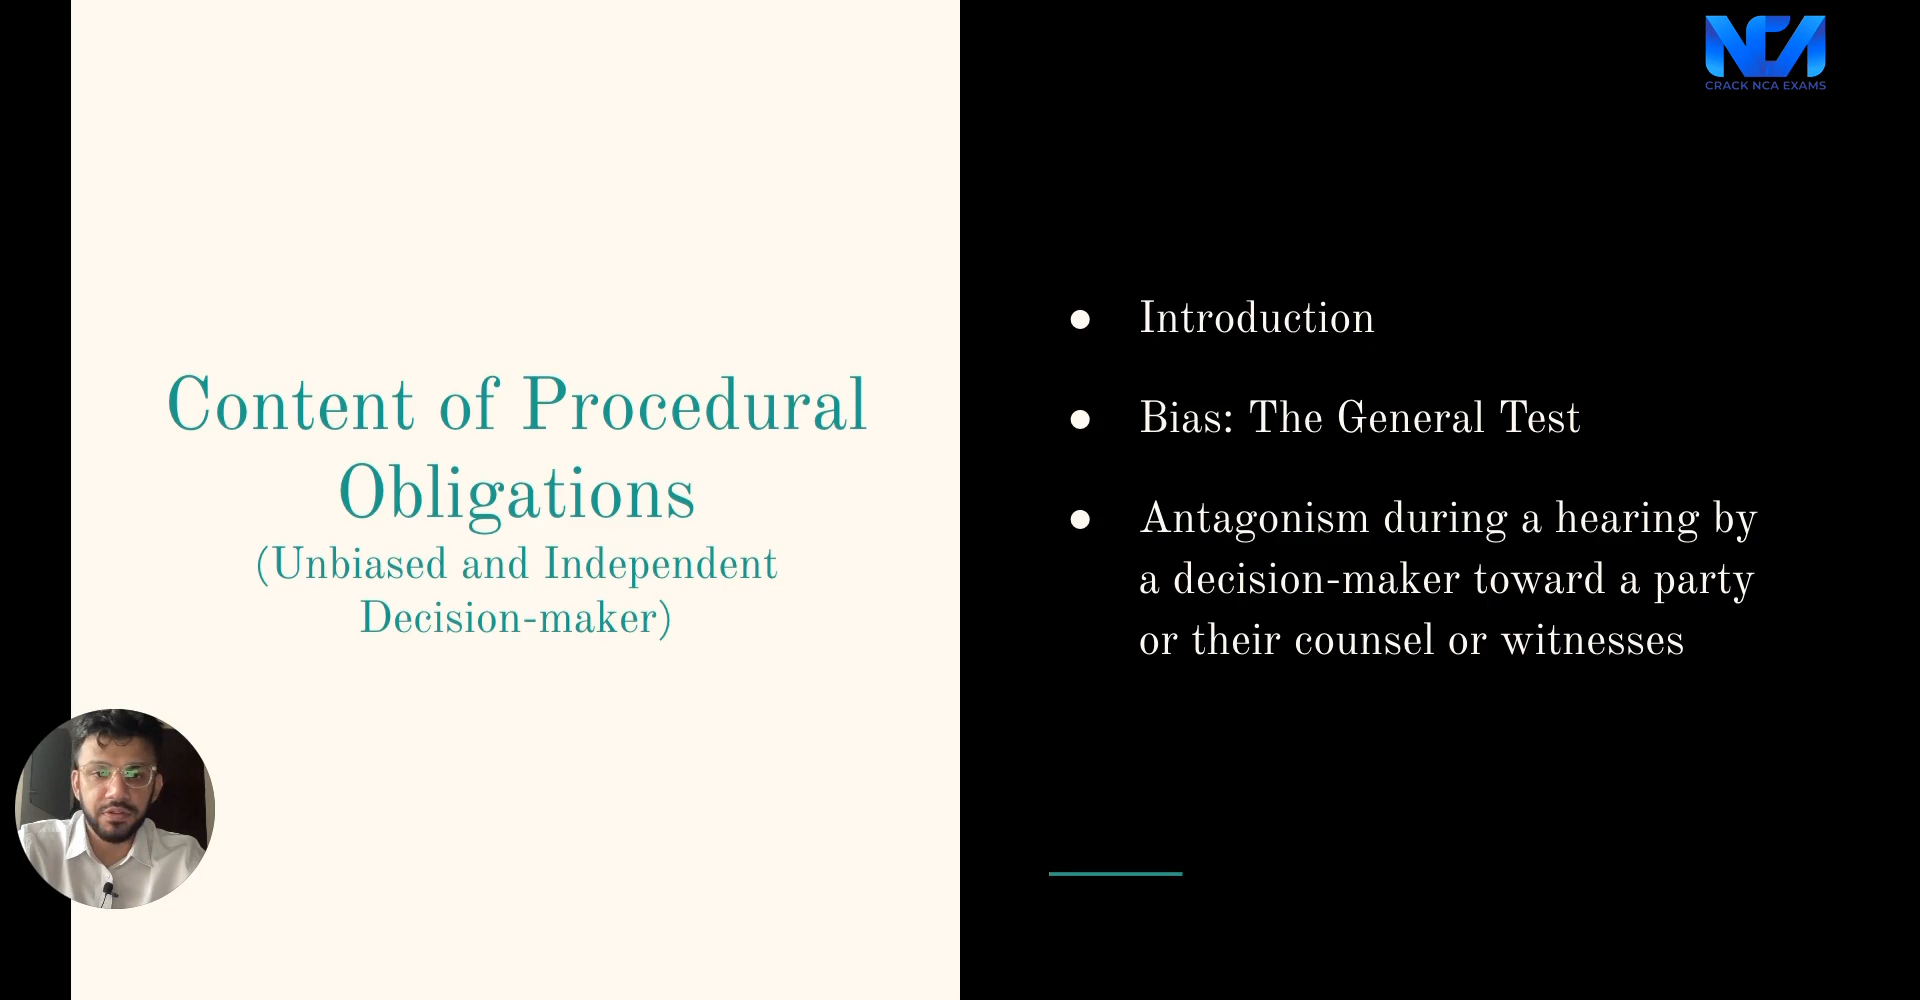 Content of Procedural
Obligations
(Unbiased and Independent
Decision-maker)
NCA
CRACK NCA EXAMS
● Introduction
● Bias: The General Test
● Antagonism during a hearing by
a decision-maker toward a party
or their counsel or witnesses